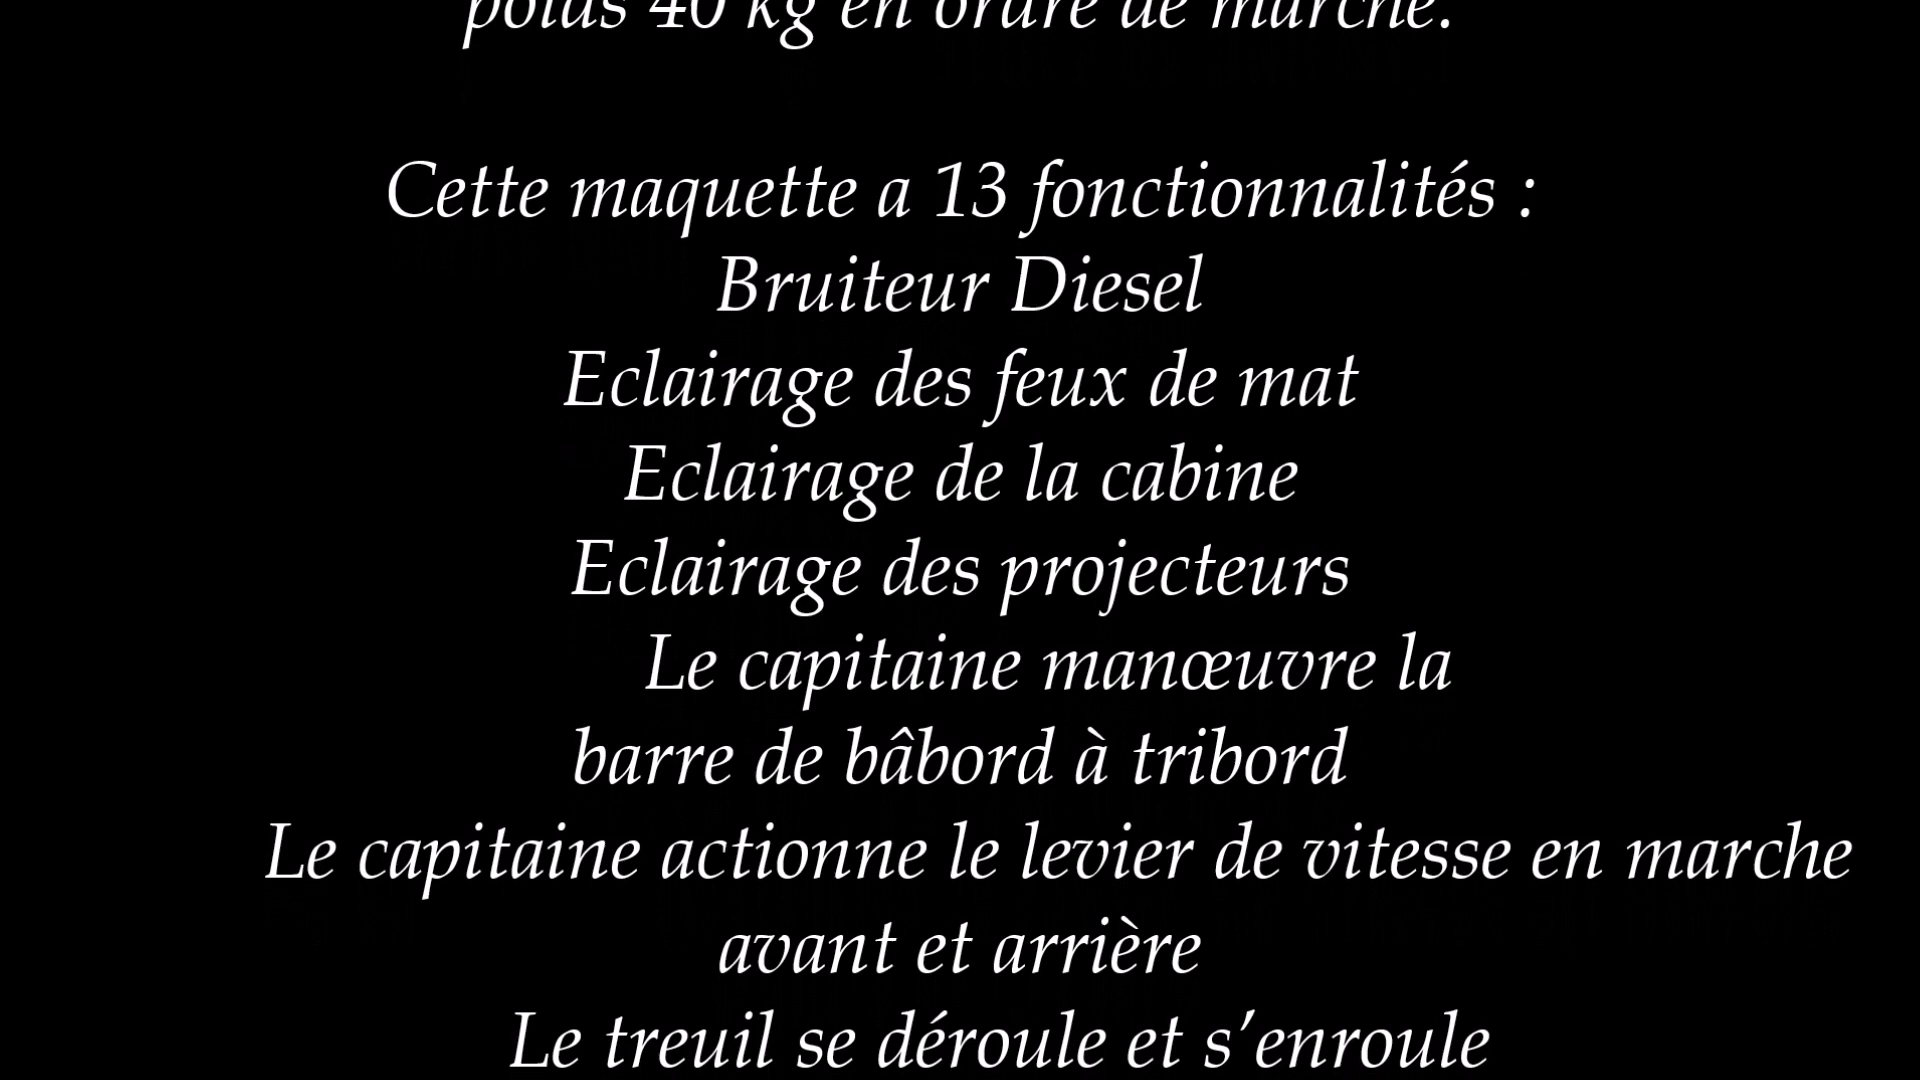 poids 40 kg en ordre de marche.
Cette maquette a 13 fonctionnalités :
Bruiteur Diesel
Eclairage des feux de mat
Eclairage de la cabine
Eclairage des projecteurs
Le capitaine manœuvre la
barre de bâbord à tribord
Le capitaine actionne le levier de vitesse en marche
avant et arrière
Le treuil se déroule et s’enroule